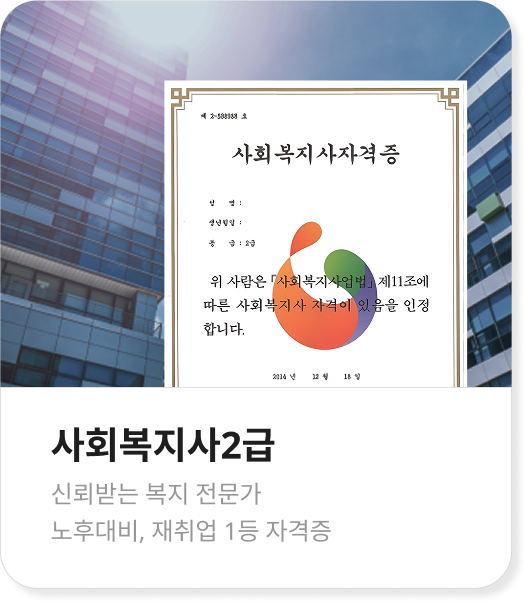 제 2-598988 호
사회복지사자격증
성 명 :
생년월일 :
등 급 : 2급
위 사람은 「사회복지사업법」 제11조에
따른 사회복지사 자격이 있음을 인정
합니다.
2014 년 12 월 18 일
사회복지사2급
신뢰받는 복지 전문가
노후대비, 재취업 1등 자격증